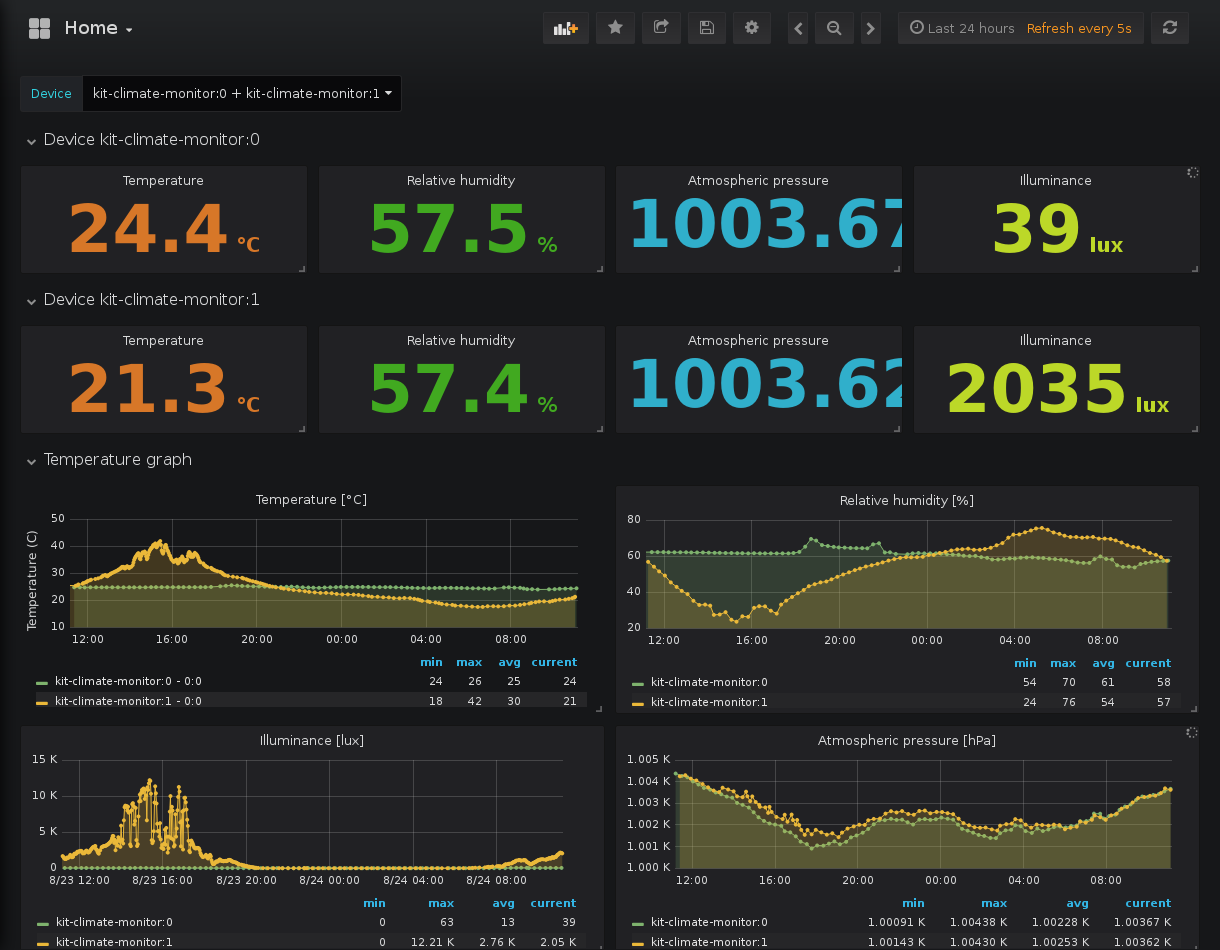 Home
Last 24 hours Refresh every 5s
Device kit-climate-monitor:0 + kit-climate-monitor:1
Device kit-climate-monitor:0
Temperature Relative humidity Atmospheric pressure Illuminance
24.4 °C 57.5 % 1003.67 39 lux
Device kit-climate-monitor:1
Temperature Relative humidity Atmospheric pressure Illuminance
21.3 °C 57.4 % 1003.62 2035 lux
Temperature graph
Temperature [°C]
Temperature (C)
50
40
30
20
10
12:00 16:00 20:00 00:00 04:00 08:00
min max avg current
kit-climate-monitor:0 - 0:0 24 26 25 24
kit-climate-monitor:1 - 0:0 18 42 30 21
Relative humidity [%]
80
60
40
20
12:00 16:00 20:00 00:00 04:00 08:00
min max avg current
kit-climate-monitor:0 54 70 61 58
kit-climate-monitor:1 24 76 54 57
Illuminance [lux]
15 K
10 K
5 K
0
8/23 12:00 8/23 16:00 8/23 20:00 8/24 00:00 8/24 04:00 8/24 08:00
min max avg current
kit-climate-monitor:0 0 63 13 39
kit-climate-monitor:1 0 12.21 K 2.76 K 2.05 K
Atmospheric pressure [hPa]
1.005 K
1.004 K
1.003 K
1.002 K
1.001 K
1.000 K
12:00 16:00 20:00 00:00 04:00 08:00
min max avg current
kit-climate-monitor:0 1.00091 K 1.00438 K 1.00228 K 1.00367 K
kit-climate-monitor:1 1.00143 K 1.00430 K 1.00253 K 1.00362 K